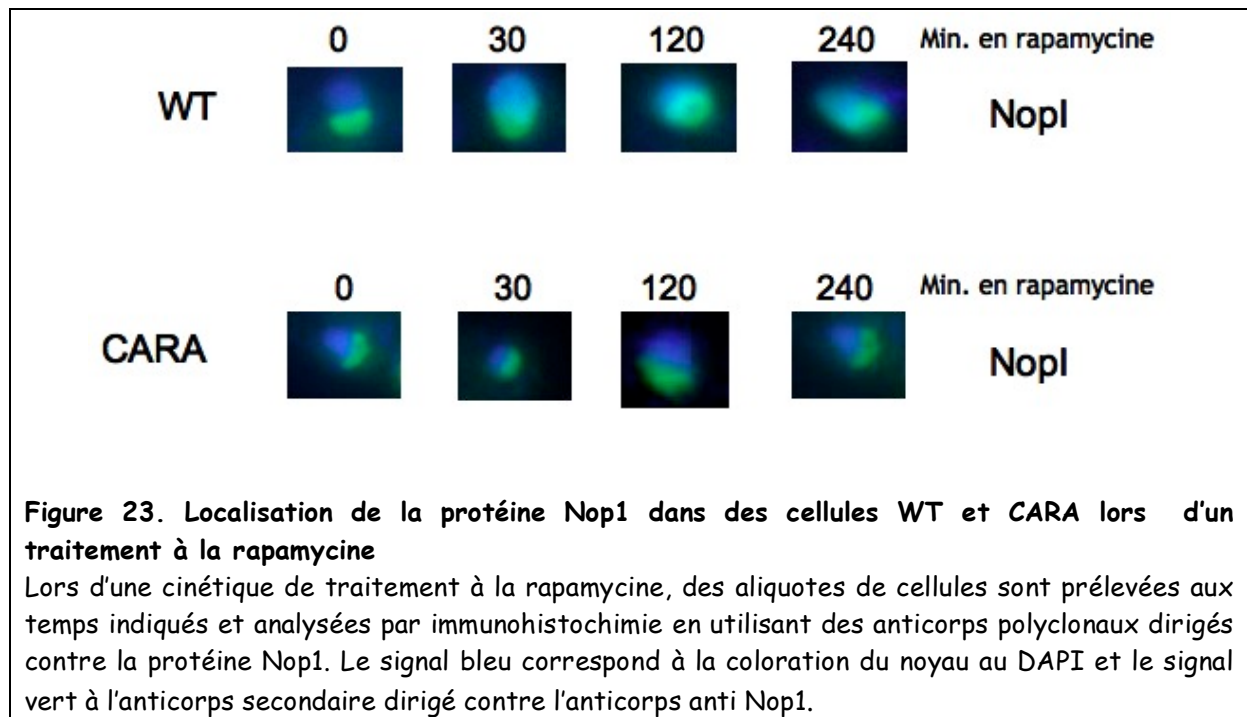 0 30 120 240 Min. en rapamycine
WT NopI
0 30 120 240 Min. en rapamycine
CARA NopI
Figure 23. Localisation de la protéine Nop1 dans des cellules WT et CARA lors d'un
traitement à la rapamycine
Lors d'une cinétique de traitement à la rapamycine, des aliquotes de cellules sont prélevées aux
temps indiqués et analysées par immunohistochimie en utilisant des anticorps polyclonaux dirigés
contre la protéine Nop1. Le signal bleu correspond à la coloration du noyau au DAPI et le signal
vert à l'anticorps secondaire dirigé contre l'anticorps anti Nop1.